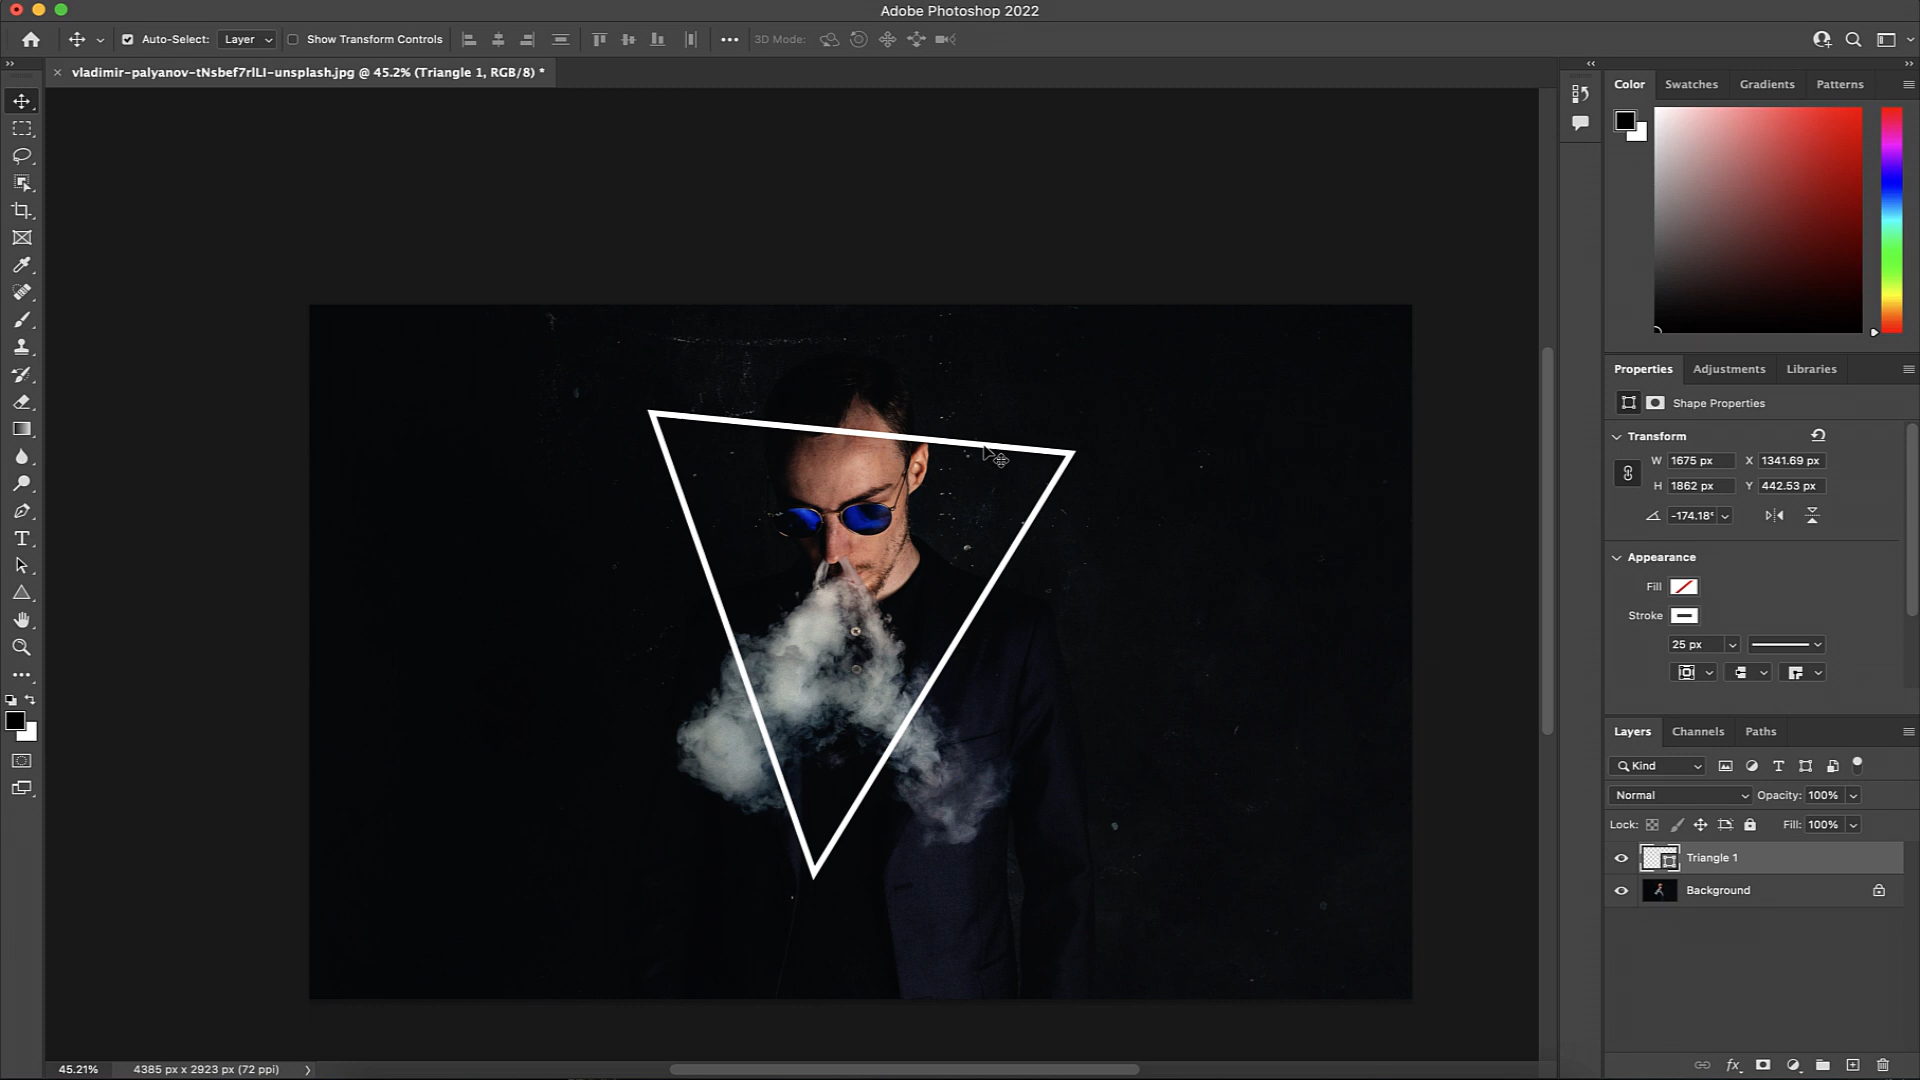 Adobe Photoshop 2022
Auto-Select:
Layer
Show Transform Controls
3D Mode:
vladimir-palyanov-tNsbef7rlLI-unsplash.jpg @ 45.2% (Triangle 1, RGB/8) *
Color
Swatches
Gradients
Patterns
Properties
Adjustments
Libraries
Shape Properties
Transform
W 1675 px
X 1341.69 px
H 1862 px
Y 442.53 px
-174.18°
Appearance
Fill
Stroke
25 px
Layers
Channels
Paths
Kind
Normal
Opacity: 100%
Lock:
Fill: 100%
Triangle 1
Background
45.21%
4385 px x 2923 px (72 ppi)
fx